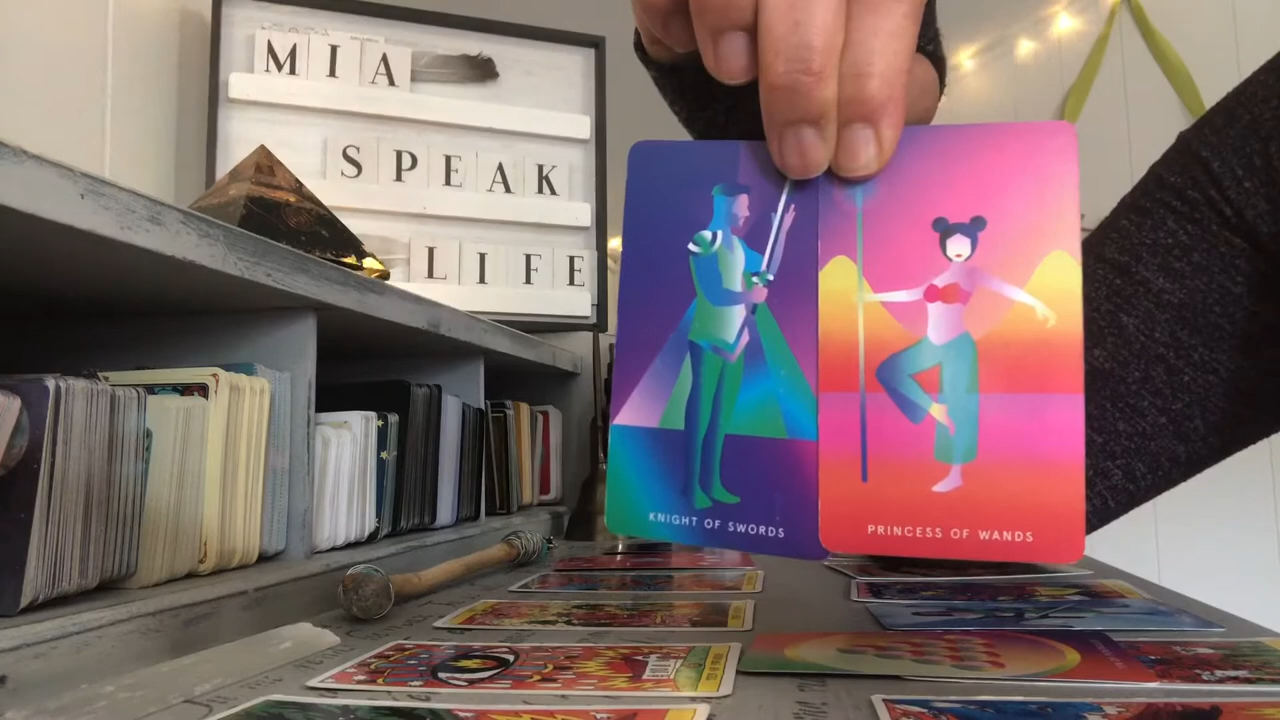 MIA
SPEAK
LIFE
KNIGHT OF SWORDS
PRINCESS OF WANDS